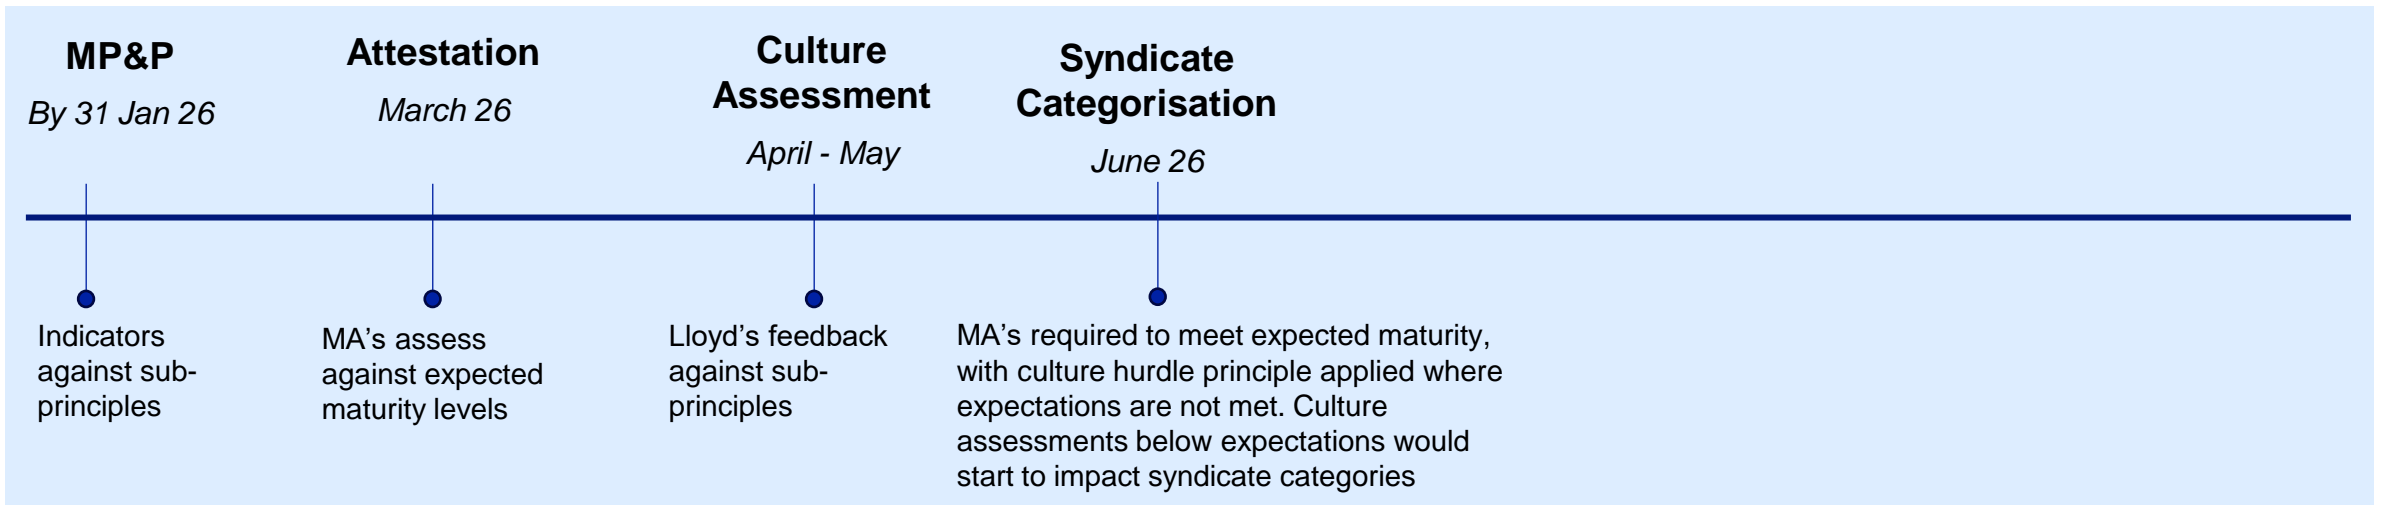 MP&P
By 31 Jan 26
Attestation
March 26
Culture
Assessment
April - May
Syndicate
Categorisation
June 26
Indicators
against sub-
principles
MA’s assess
against expected
maturity levels
Lloyd’s feedback
against sub-
principles
MA’s required to meet expected maturity,
with culture hurdle principle applied where
expectations are not met. Culture
assessments below expectations would
start to impact syndicate categories